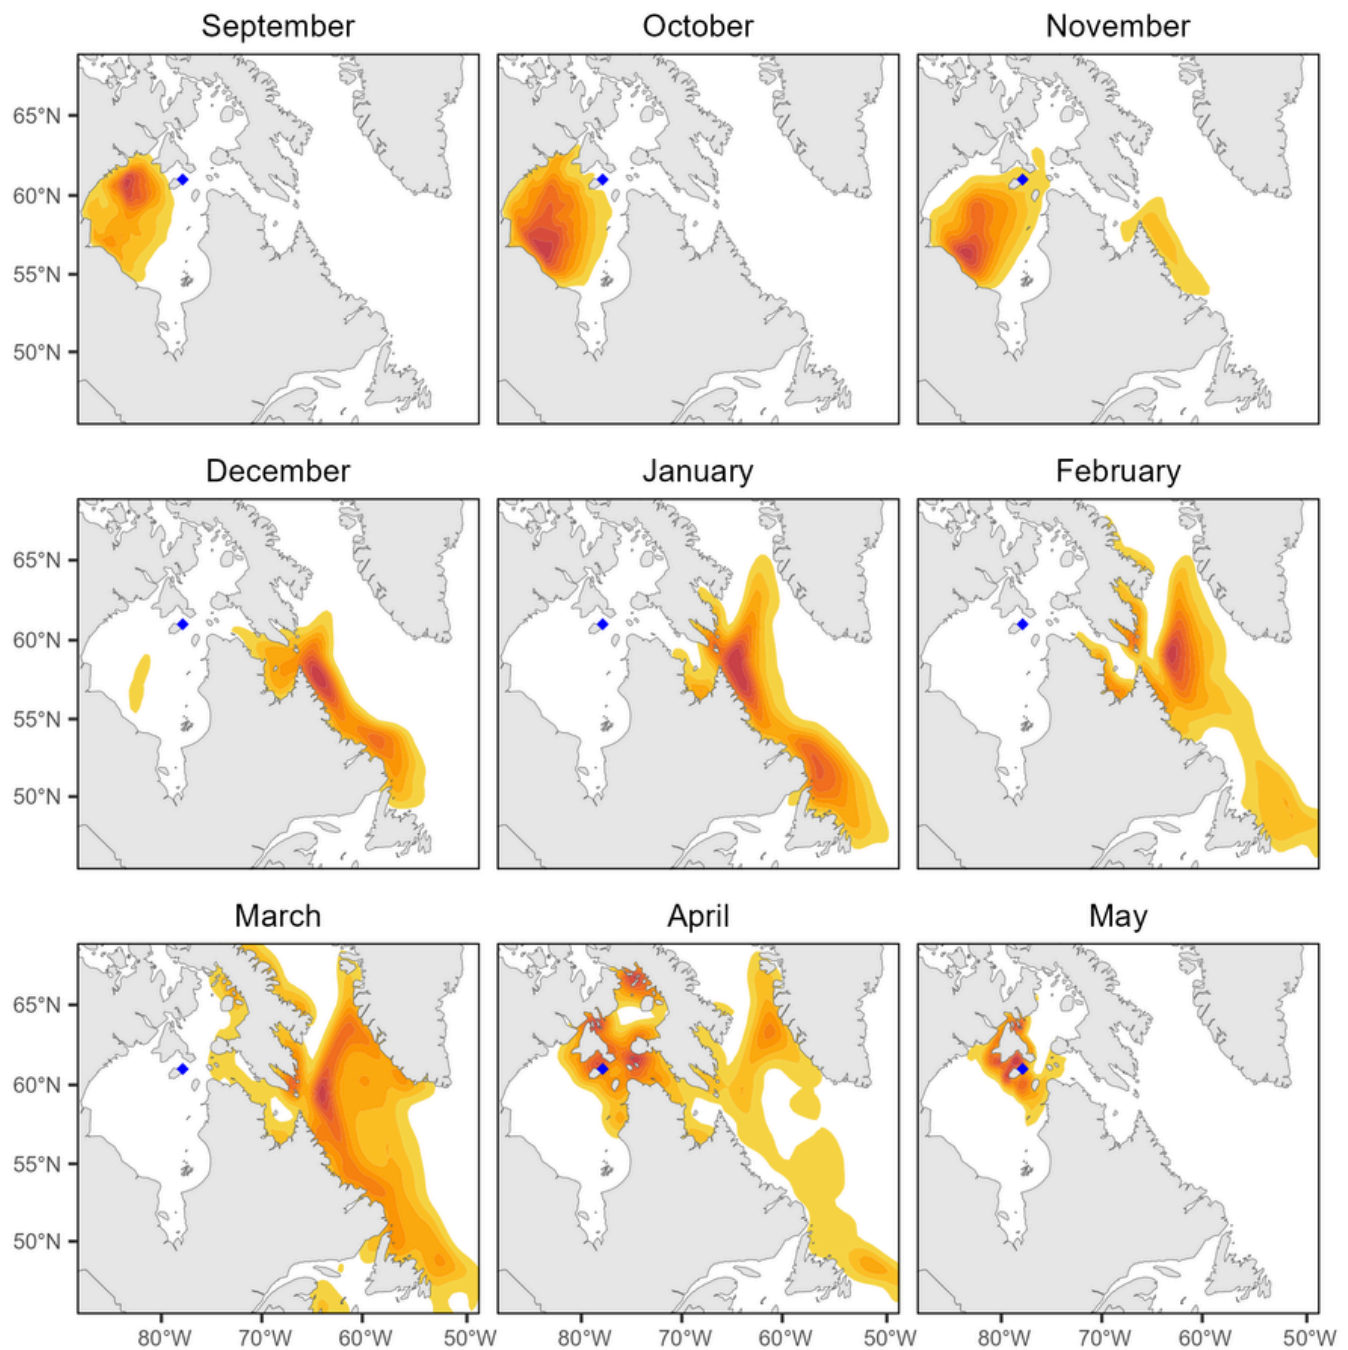 September October November
65°N
60°N
55°N
50°N
December January February
65°N
60°N
55°N
50°N
March April May
65°N
60°N
55°N
50°N
80°W 70°W 60°W 50°W 80°W 70°W 60°W 50°W 80°W 70°W 60°W 50°W